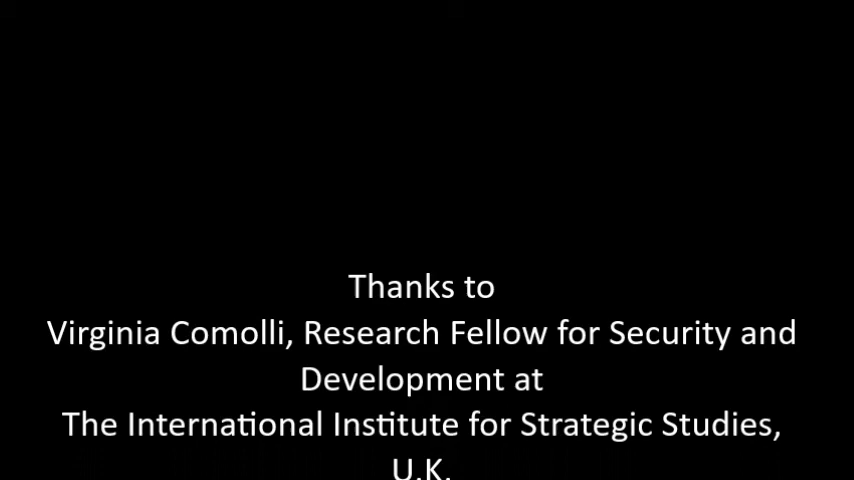 Thanks to
Virginia Comolli, Research Fellow for Security and
Development at
The International Institute for Strategic Studies,
U.K.